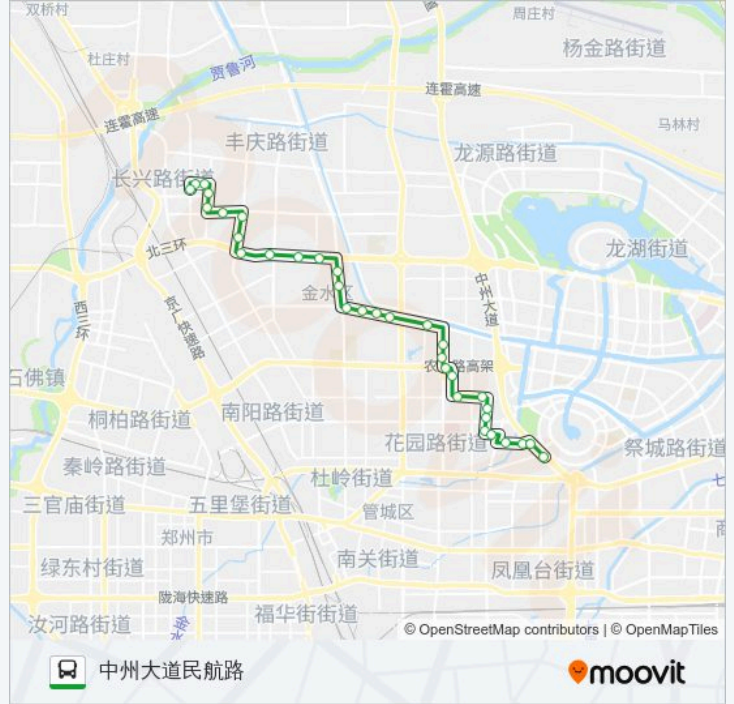 双桥村
周庄村
杨金路街道
杜庄村
贾鲁河
连霍高速
连霍高速
马林村
丰庆路街道
龙源路街道
长兴路街道
北三环
龙湖街道
中州大道
金水区
西三环
京广快速路
农业路高架
石佛镇
桐柏路街道
南阳路街道
花园路街道
祭城路街道
秦岭路街道
杜岭街道
三官庙街道
五里堡街道
管城区
郑州市
南关街道
绿东村街道
凤凰台街道
陇海快速路
福华街街道
汝河路街道
金水
© OpenStreetMap contributors | © OpenMapTiles
中州大道民航路
moovit